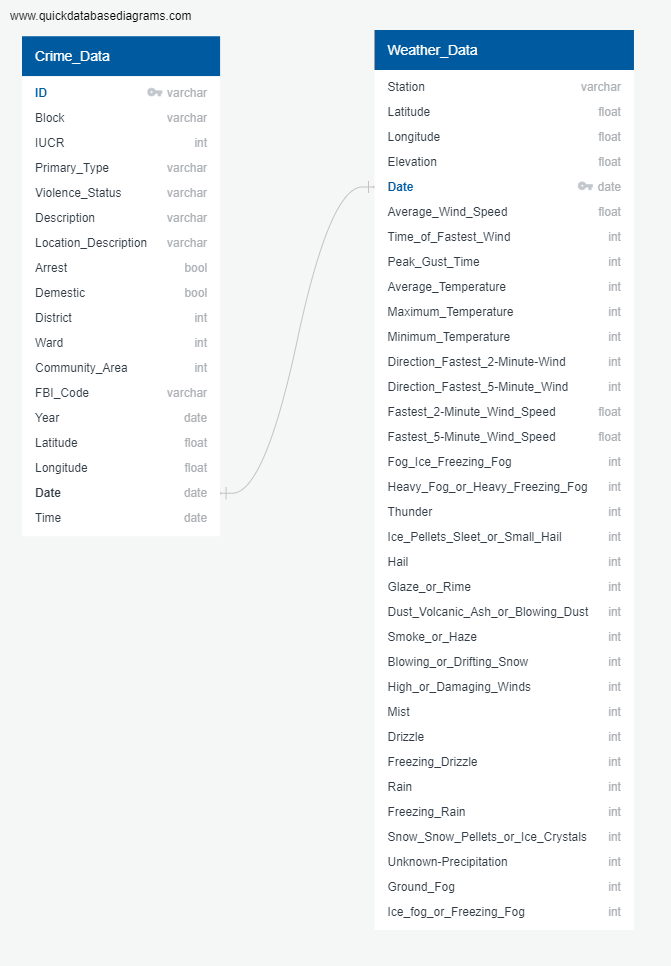 www.quickdatabasediagrams.com
Crime_Data
ID varchar
Block varchar
IUCR int
Primary_Type varchar
Violence_Status varchar
Description varchar
Location_Description varchar
Arrest bool
Demestic bool
District int
Ward int
Community_Area int
FBI_Code varchar
Year date
Latitude float
Longitude float
Date date
Time date
Weather_Data
Station varchar
Latitude float
Longitude float
Elevation float
Date date
Average_Wind_Speed float
Time_of_Fastest_Wind int
Peak_Gust_Time int
Average_Temperature int
Maximum_Temperature int
Minimum_Temperature int
Direction_Fastest_2-Minute-Wind int
Direction_Fastest_5-Minute_Wind int
Fastest_2-Minute_Wind_Speed float
Fastest_5-Minute_Wind_Speed float
Fog_Ice_Freezing_Fog int
Heavy_Fog_or_Heavy_Freezing_Fog int
Thunder int
Ice_Pellets_Sleet_or_Small_Hail int
Hail int
Glaze_or_Rime int
Dust_Volcanic_Ash_or_Blowing_Dust int
Smoke_or_Haze int
Blowing_or_Drifting_Snow int
High_or_Damaging_Winds int
Mist int
Drizzle int
Freezing_Drizzle int
Rain int
Freezing_Rain int
Snow_Snow_Pellets_or_Ice_Crystals int
Unknown-Precipitation int
Ground_Fog int
Ice_fog_or_Freezing_Fog int